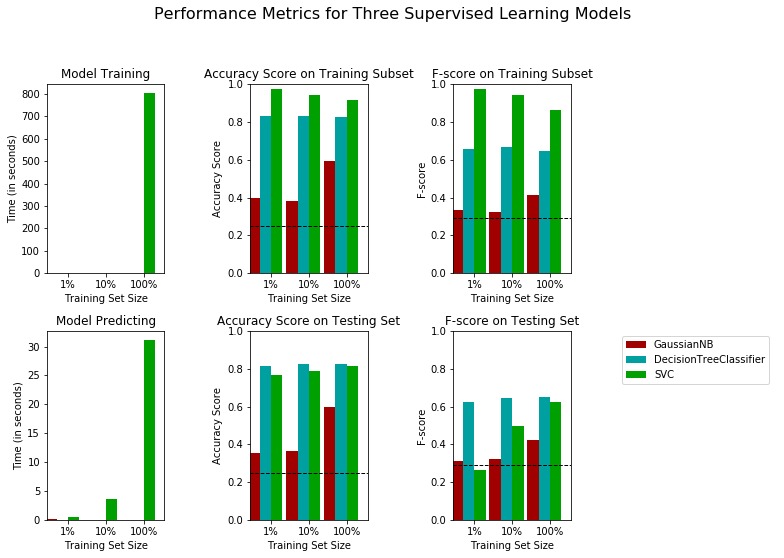 Performance Metrics for Three Supervised Learning Models
Model Training
Time (in seconds)
800
700
600
500
400
300
200
100
0
1% 10% 100%
Training Set Size
Accuracy Score on Training Subset
Accuracy Score
1.0
0.8
0.6
0.4
0.2
0.0
1% 10% 100%
Training Set Size
F-score on Training Subset
F-score
1.0
0.8
0.6
0.4
0.2
0.0
1% 10% 100%
Training Set Size
Model Predicting
Time (in seconds)
30
25
20
15
10
5
0
1% 10% 100%
Training Set Size
Accuracy Score on Testing Set
Accuracy Score
1.0
0.8
0.6
0.4
0.2
0.0
1% 10% 100%
Training Set Size
F-score on Testing Set
F-score
1.0
0.8
0.6
0.4
0.2
0.0
1% 10% 100%
Training Set Size
GaussianNB
DecisionTreeClassifier
SVC